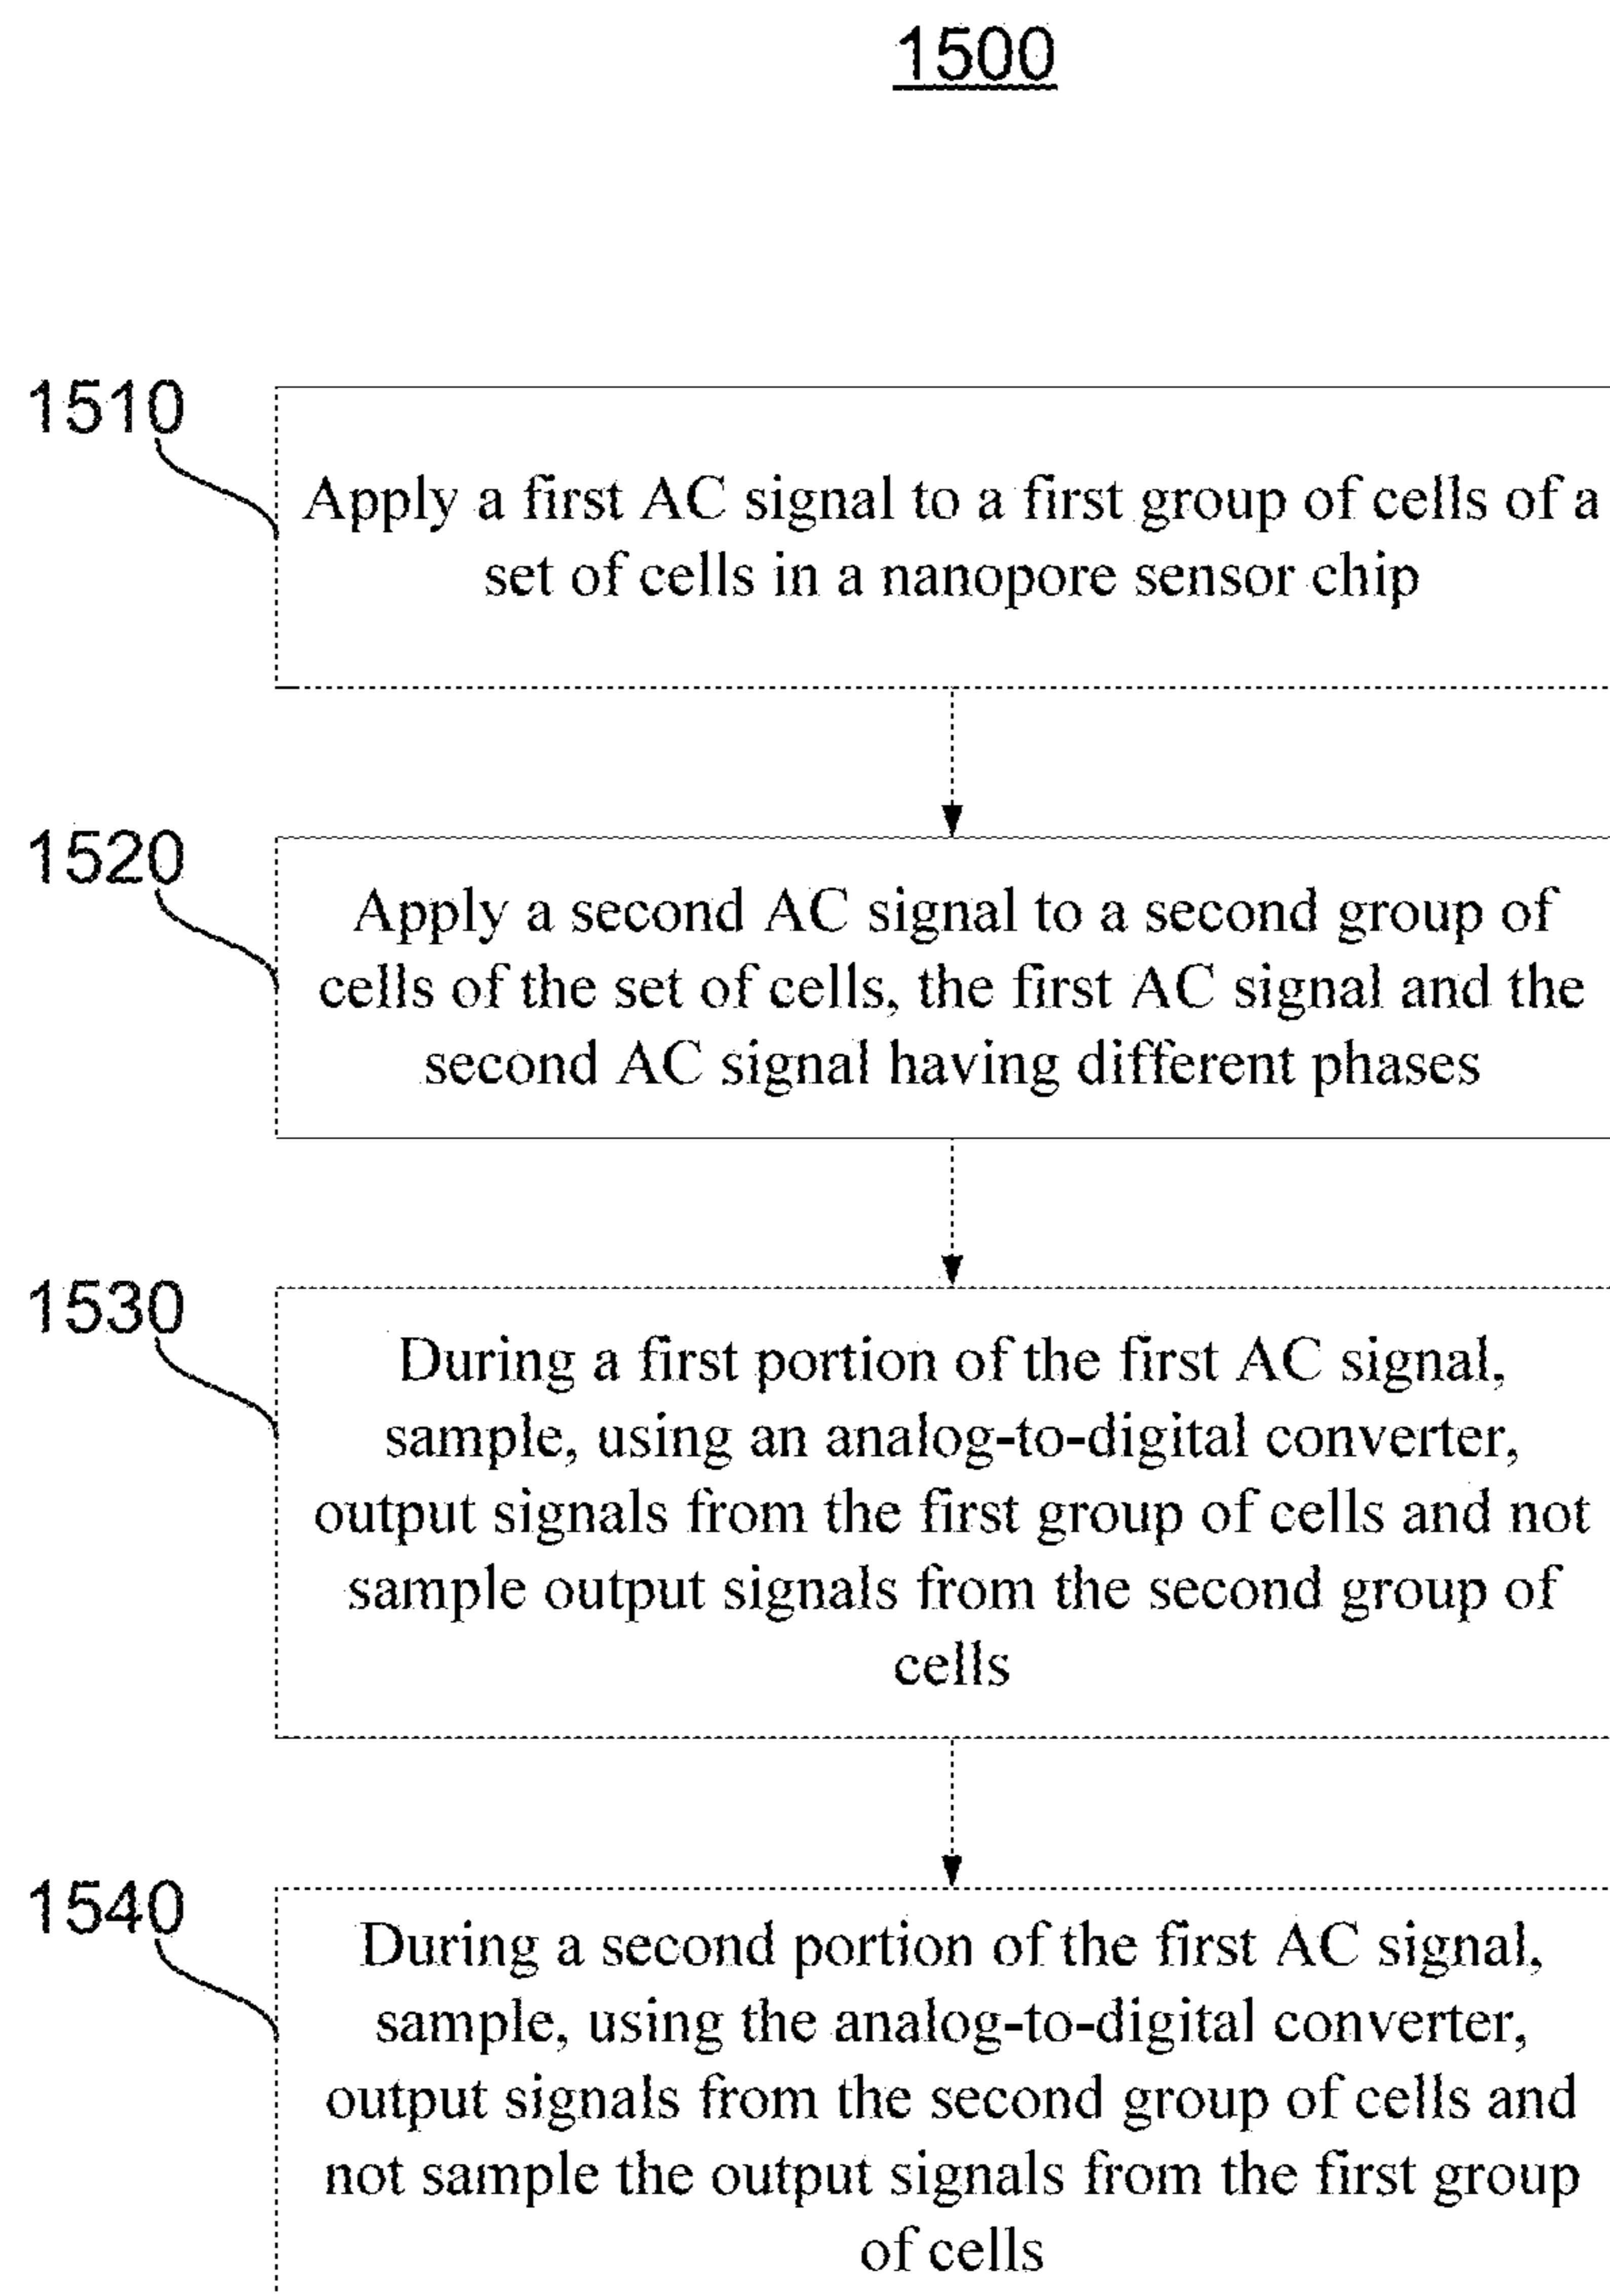 1500
1510
Apply a first AC signal to a first group of cells of a
set of cells in a nanopore sensor chip
1520
Apply a second AC signal to a second group of
cells of the set of cells, the first AC signal and the
second AC signal having different phases
1530
During a first portion of the first AC signal,
sample, using an analog-to-digital converter,
output signals from the first group of cells and not
sample output signals from the second group of
cells
1540
During a second portion of the first AC signal,
sample, using the analog-to-digital converter,
output signals from the second group of cells and
not sample the output signals from the first group
of cells